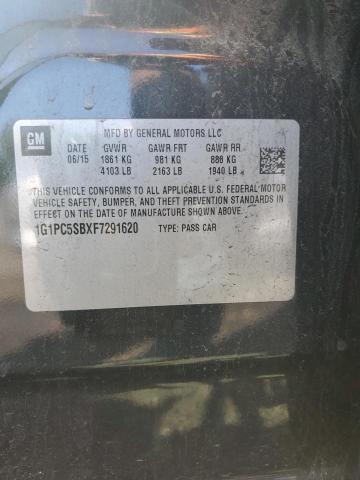 GM
MFD BY GENERAL MOTORS LLC
DATE GVWR GAWR FRT GAWR RR
06/15 1861 KG 981 KG 886 KG
4103 LB 2163 LB 1940 LB
THIS VEHICLE CONFORMS TO ALL APPLICABLE U.S. FEDERAL MOTOR
VEHICLE SAFETY, BUMPER, AND THEFT PREVENTION STANDARDS IN
EFFECT ON THE DATE OF MANUFACTURE SHOWN ABOVE.
1G1PC5SBXF7291620 TYPE: PASS CAR